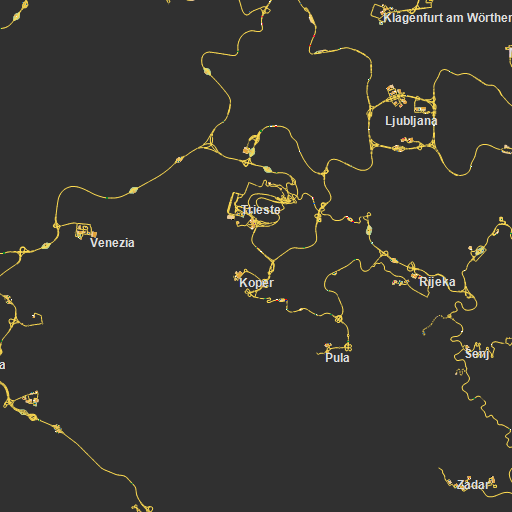 Klagenfurt am Wörther
Ljubljana
Trieste
Venezia
Koper
Rijeka
Senj
Pula
a
Zadar